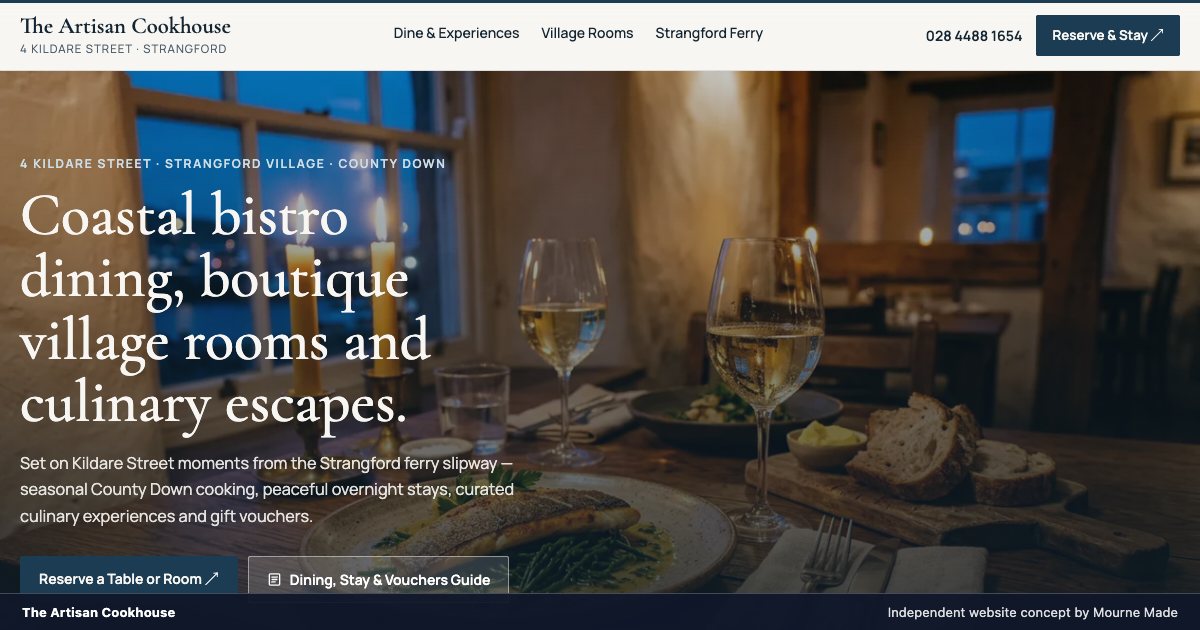 The Artisan Cookhouse
4 KILDARE STREET · STRANGFORD
Dine & Experiences
Village Rooms
Strangford Ferry
028 4488 1654
Reserve & Stay ↗
4 KILDARE STREET · STRANGFORD VILLAGE · COUNTY DOWN
Coastal bistro
dining, boutique
village rooms and
culinary escapes.
Set on Kildare Street moments from the Strangford ferry slipway —
seasonal County Down cooking, peaceful overnight stays, curated
culinary experiences and gift vouchers.
Reserve a Table or Room ↗
Dining, Stay & Vouchers Guide
The Artisan Cookhouse
Independent website concept by Mourne Made